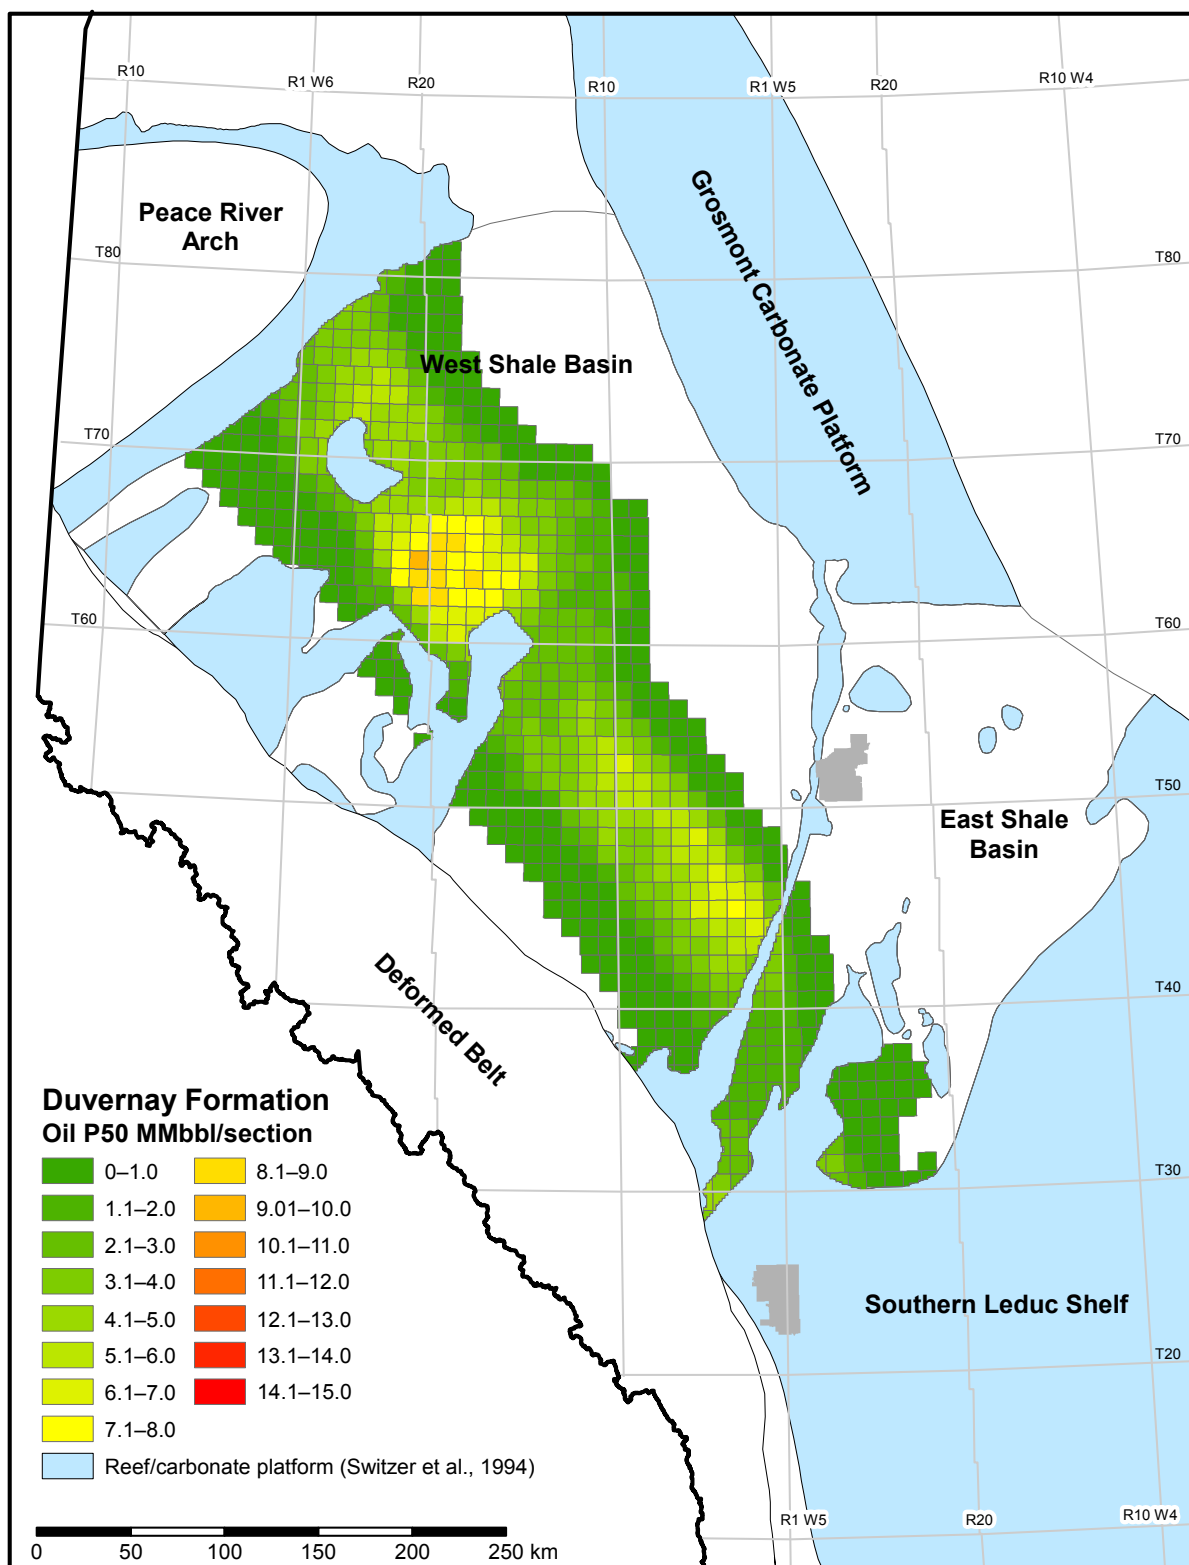 R10
R1 W6
R20
R10
R1 W5
R20
R10 W4
Peace River
Arch
Grosmont Carbonate Platform
T80
T80
West Shale Basin
T70
T70
T60
T60
T50
East Shale
Basin
T40
Deformed Belt
T30
Southern Leduc Shelf
T20
Duvernay Formation
Oil P50 MMbbl/section
0–1.0
8.1–9.0
1.1–2.0
9.01–10.0
2.1–3.0
10.1–11.0
3.1–4.0
11.1–12.0
4.1–5.0
12.1–13.0
5.1–6.0
13.1–14.0
6.1–7.0
14.1–15.0
7.1–8.0
Reef/carbonate platform (Switzer et al., 1994)
R1 W5
R20
R10 W4
0 50 100 150 200 250 km